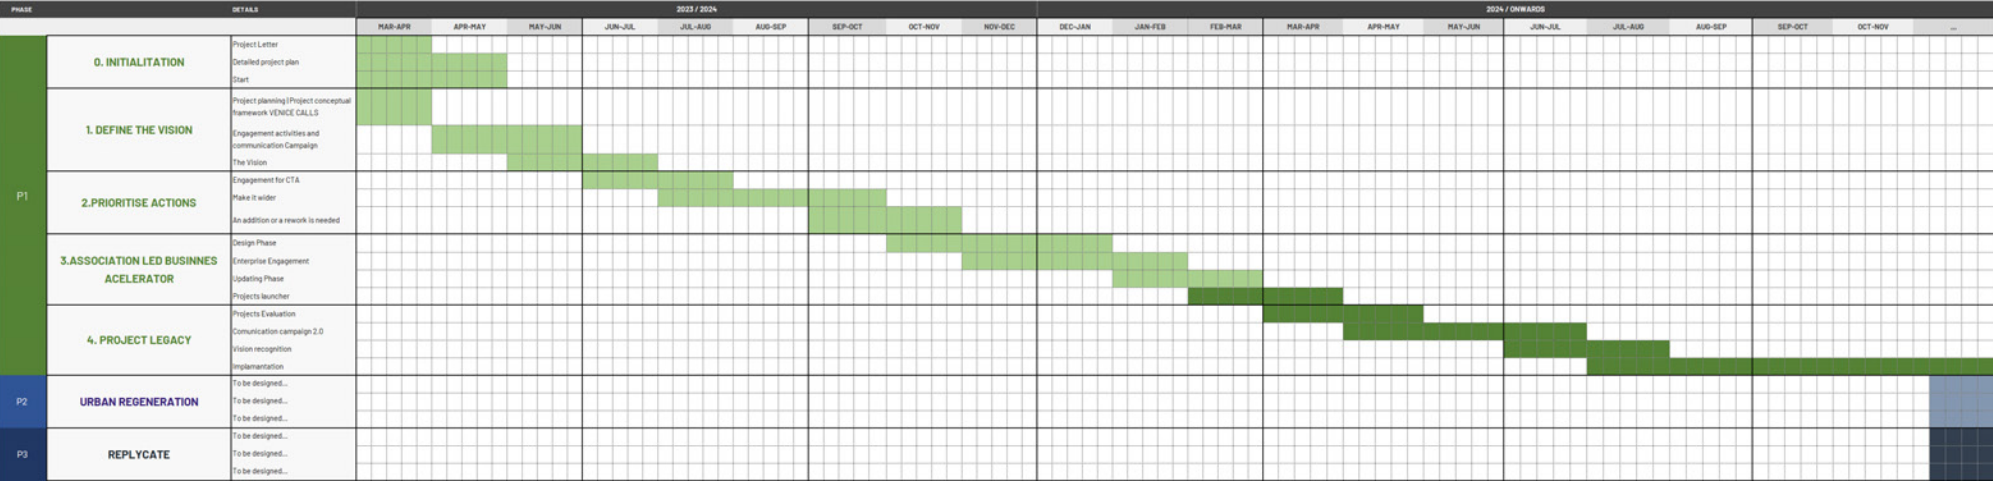 PHASE DETAILS 2023 / 2024 2024 / ONWARDS
MAR-APR APR-MAY MAY-JUN JUN-JUL JUL-AUG AUG-SEP SEP-OCT OCT-NOV NOV-DEC DEC-JAN JAN-FEB FEB-MAR MAR-APR APR-MAY MAY-JUN JUN-JUL JUL-AUG AUG-SEP SEP-OCT OCT-NOV ...
P1
0. INITIALITATION
Project Letter
Detailed project plan
Start
1. DEFINE THE VISION
Project planning | Project conceptual
framework VENICE CALLS
Engagement activities and
communication Campaign
The Vision
2.PRIORITISE ACTIONS
Engagement for CTA
Make it wider
An addition or a rework is needed
3.ASSOCIATION LED BUSINNES
ACELERATOR
Design Phase
Enterprise Engagement
Updating Phase
Projects launcher
4. PROJECT LEGACY
Projects Evaluation
Comunication campaign 2.0
Vision recognition
Implamantation
P2
URBAN REGENERATION
To be designed...
To be designed...
To be designed...
P3
REPLYCATE
To be designed...
To be designed...
To be designed...